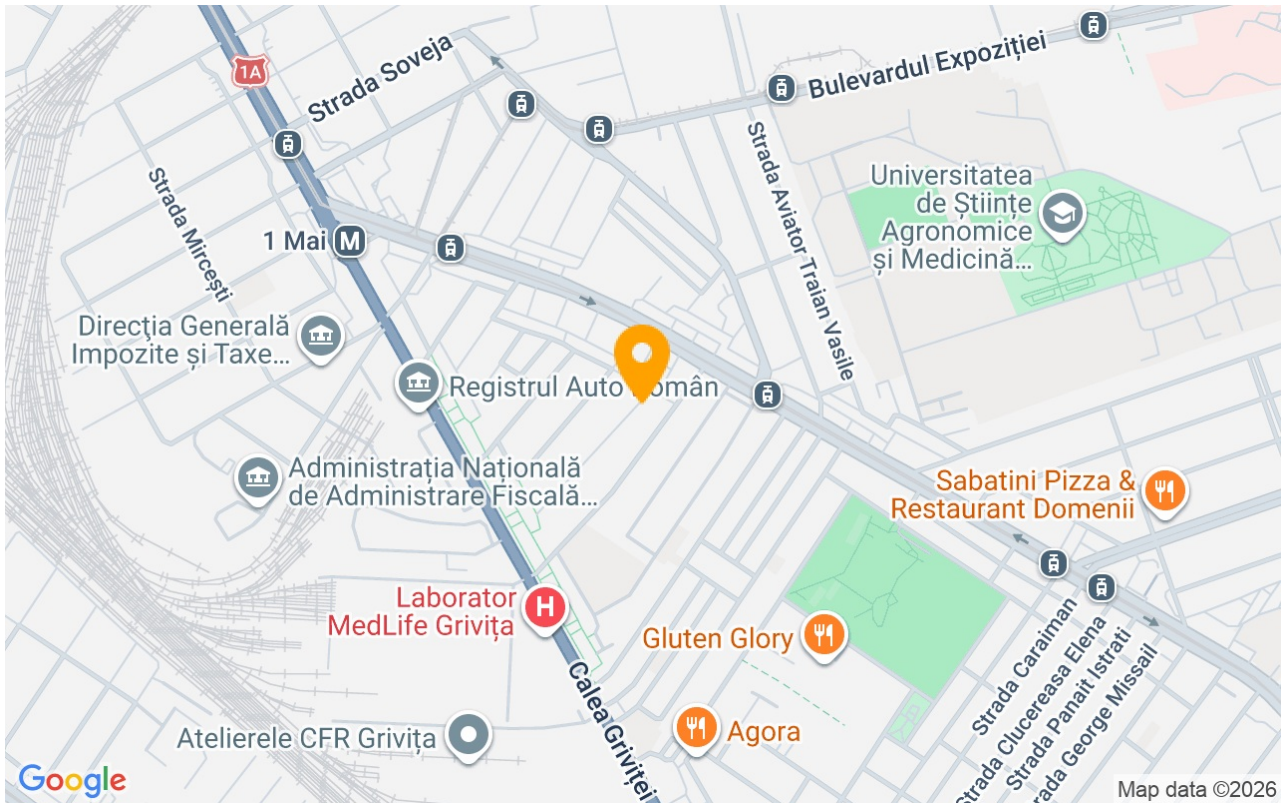 1A
Strada Soveja
Bulevardul Expoziției
Strada Mircești
Strada Aviator Traian Vasile
Universitatea
de Științe
Agronomice
și Medicină...
1 Mai
M
Direcţia Generală
Impozite și Taxe...
Registrul Auto Român
Administrația Națională
de Administrare Fiscală...
Sabatini Pizza &
Restaurant Domenii
Laborator
MedLife Grivița
H
Gluten Glory
Calea Griviței
Atelierele CFR Grivița
Agora
Strada Caraiman
Strada Clucereasa Elena
Strada Panait Istrati
rada George Missail
Google
Map data ©2026